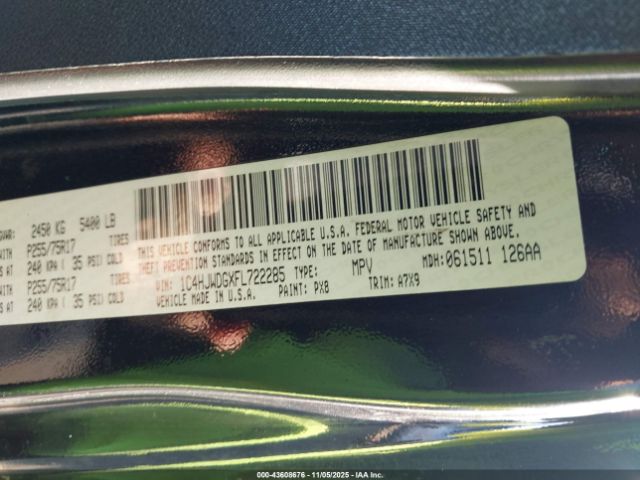 GVWR: 2450 KG 5400 LB
P255/75R17 TIRES
S AT 240 KPA ( 35 PSI) COLD
P255/75R17 TIRES
S AT 240 KPA ( 35 PSI) COLD
THIS VEHICLE CONFORMS TO ALL APPLICABLE U.S.A. FEDERAL MOTOR VEHICLE SAFETY AND
THEFT PREVENTION STANDARDS IN EFFECT ON THE DATE OF MANUFACTURE SHOWN ABOVE.
VIN: 1C4HJWDGXFL722285 TYPE: MPV MDH: 061511 126AA
MADE IN U.S.A. PAINT: PX8 TRIM: A7X9
000-43608676 - 11/05/2025 - IAA Inc.